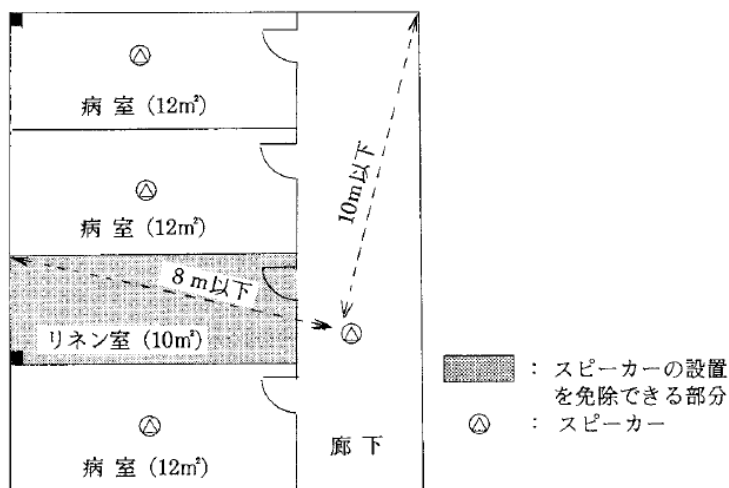 病 室 (12㎡)
10m以下
病 室 (12㎡)
8 m以下
リネン室 (10㎡)
病 室 (12㎡)
廊 下
： スピーカーの設置
を免除できる部分
： スピーカー